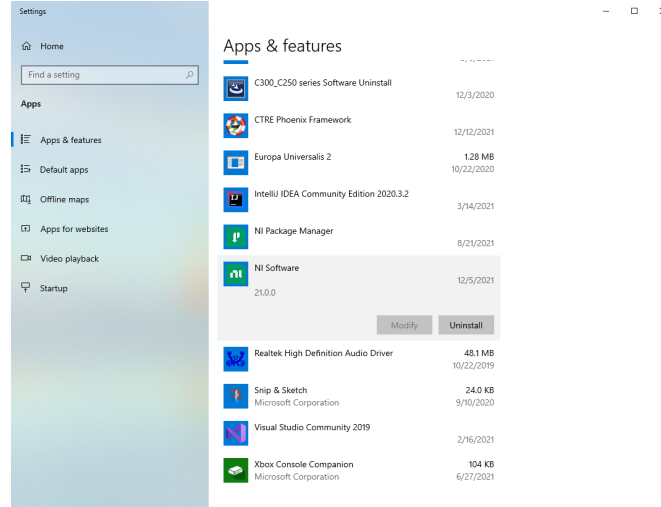 Settings
Home
Find a setting
Apps
Apps & features
Default apps
Offline maps
Apps for websites
Video playback
Startup
Apps & features
C300_C250 series Software Uninstall
12/3/2020
CTRE Phoenix Framework
12/12/2021
Europa Universalis 2
1.28 MB
10/22/2020
IntelliJ IDEA Community Edition 2020.3.2
3/14/2021
NI Package Manager
8/21/2021
NI Software
12/5/2021
21.0.0
Modify
Uninstall
Realtek High Definition Audio Driver
48.1 MB
10/22/2019
Snip & Sketch
24.0 KB
Microsoft Corporation
9/10/2020
Visual Studio Community 2019
2/16/2021
Xbox Console Companion
104 KB
Microsoft Corporation
6/27/2021